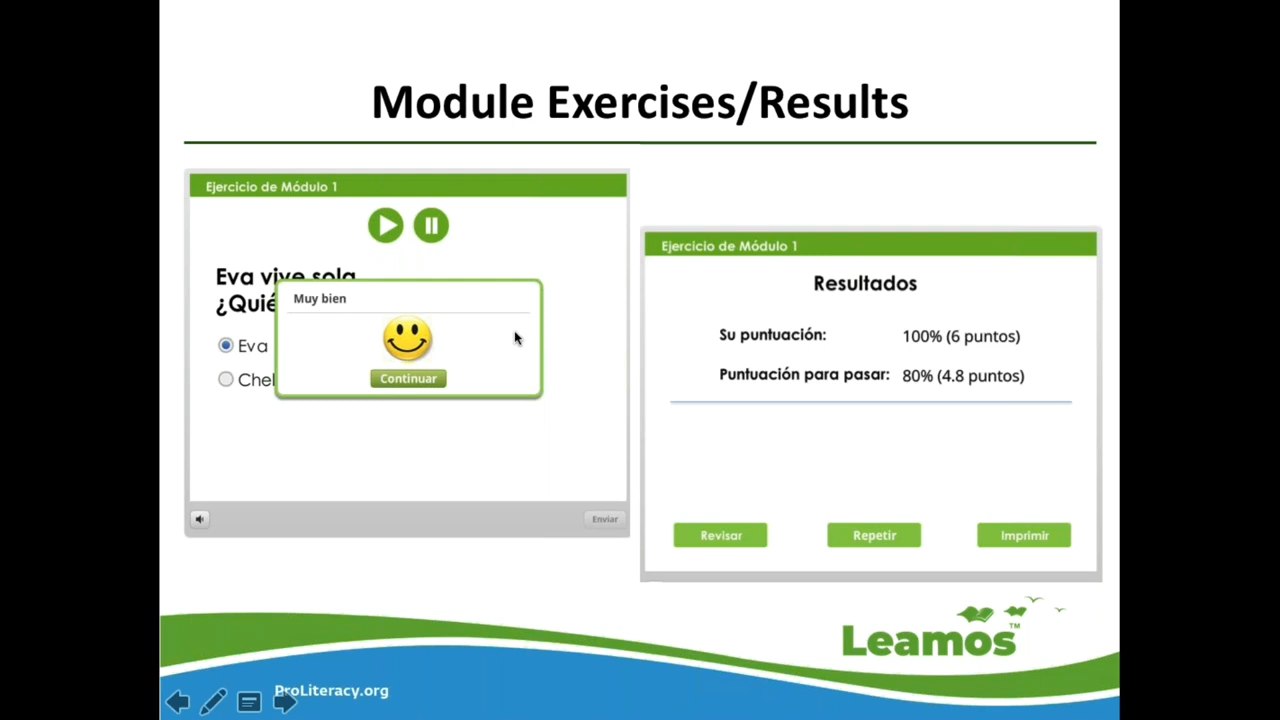 Module Exercises/Results
Ejercicio de Módulo 1
Eva vive sola
¿Quié
Muy bien
Eva
Chel
Continuar
Enviar
Ejercicio de Módulo 1
Resultados
Su puntuación: 100% (6 puntos)
Puntuación para pasar: 80% (4.8 puntos)
Revisar Repetir Imprimir
Leamos™
ProLiteracy.org